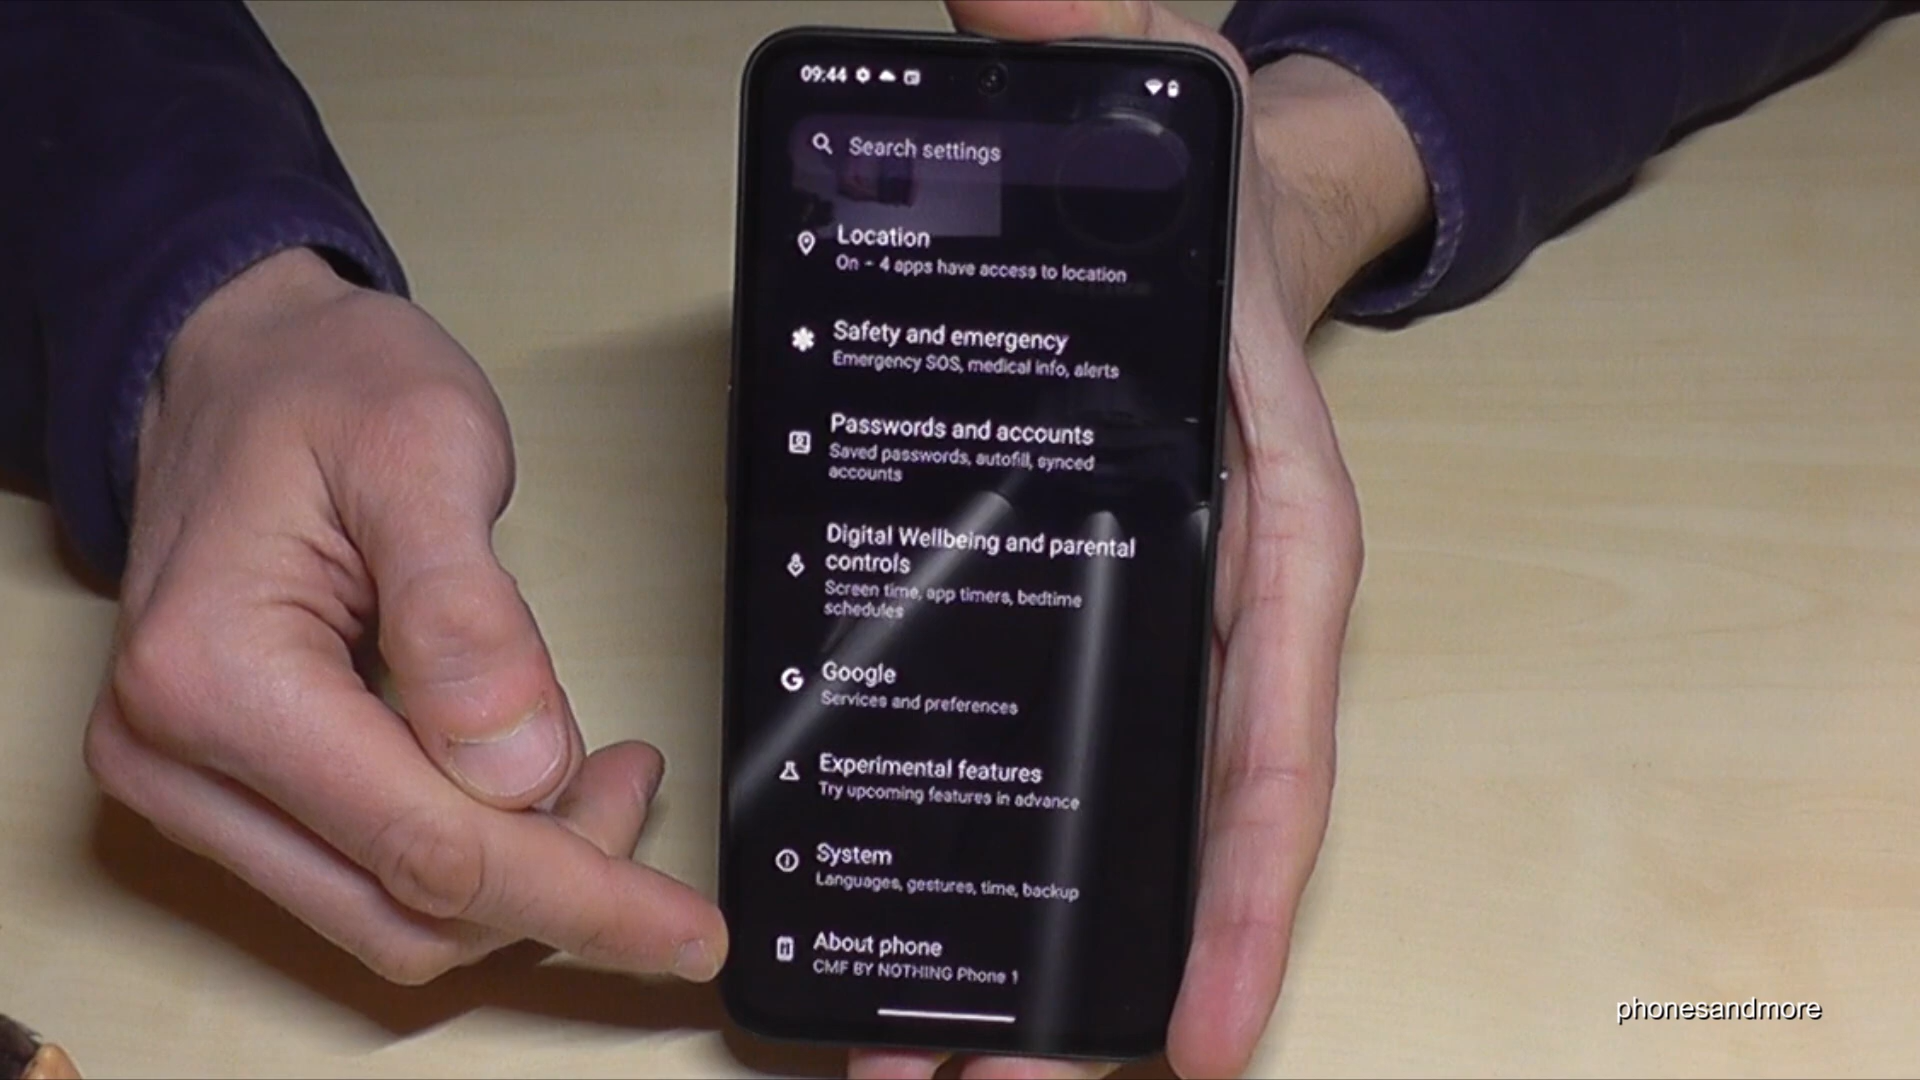 09:44
Search settings
Location
On – 4 apps have access to location
Safety and emergency
Emergency SOS, medical info, alerts
Passwords and accounts
Saved passwords, autofill, synced
accounts
Digital Wellbeing and parental
controls
Screen time, app timers, bedtime
schedules
Google
Services and preferences
Experimental features
Try upcoming features in advance
System
Languages, gestures, time, backup
About phone
CMF BY NOTHING Phone 1
phonesandmore